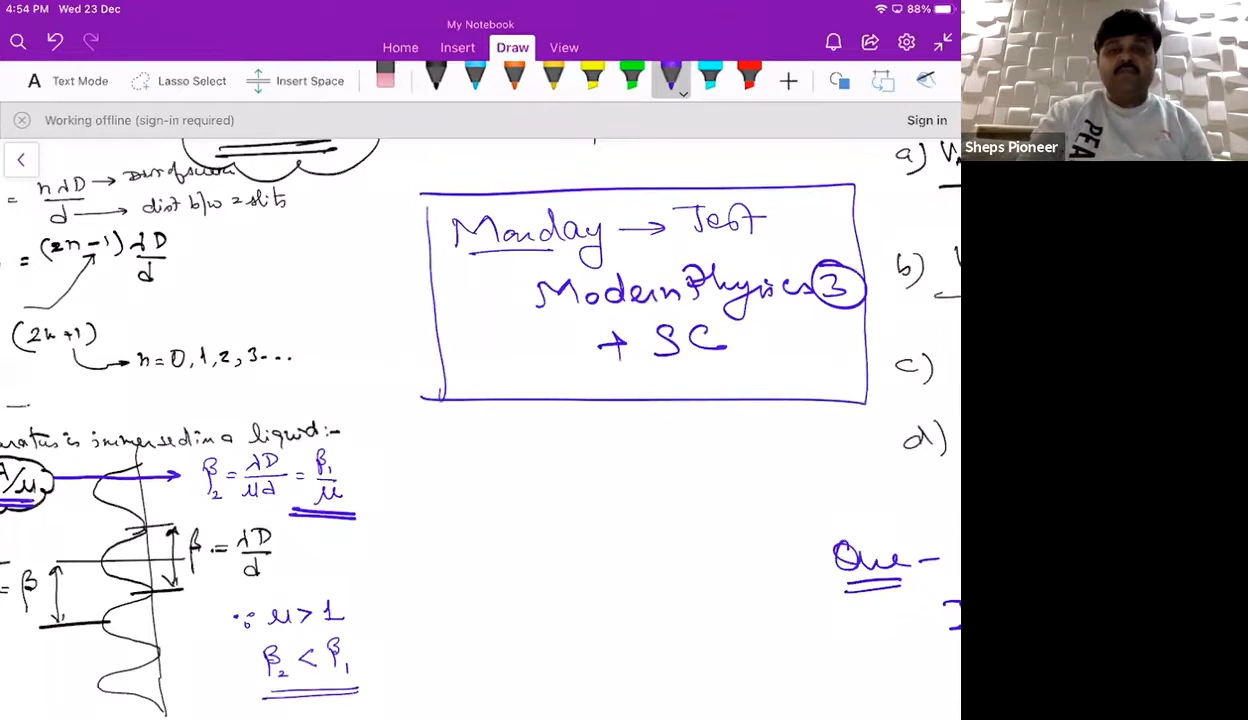 4:54 PM Wed 23 Dec
88%
My Notebook
Home Insert Draw View
A Text Mode Lasso Select Insert Space
Working offline (sign-in required) Sign in
Sheps Pioneer
= nλD/d →
→ dist b/w 2 slits
= (2n-1) λD/d
(2n+1)
→ n = 0, 1, 2, 3...
Monday → Test
Modern Physics 3
+ SC
a)
b)
c)
d)
is immersed in a liquid:-
/μ → β₂ = λD/μd = β₁/μ
β = λD/d
= β
∵ μ > 1
β₂ < β₁
Que -